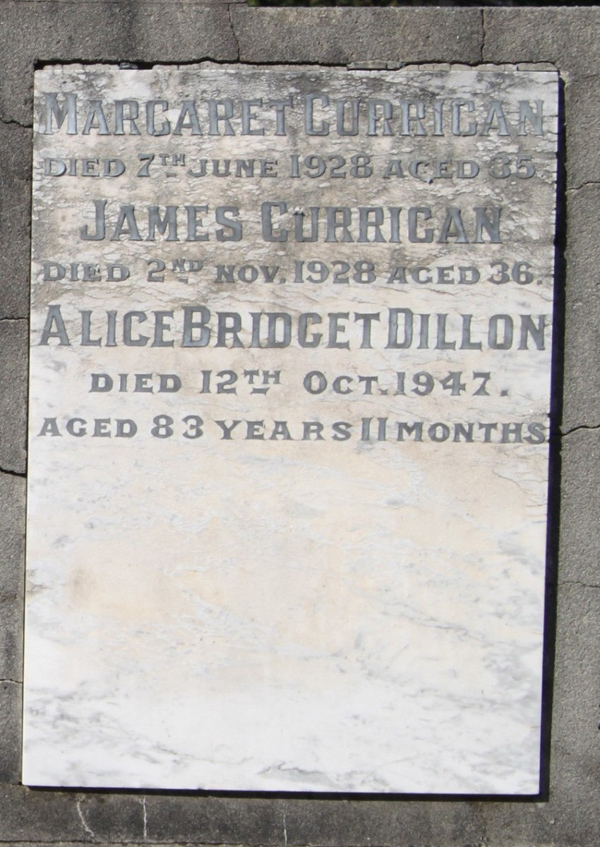 MARGARET CURRIGAN
DIED 7TH JUNE 1928 AGED 35.
JAMES CURRIGAN
DIED 2ND NOV. 1928 AGED 36.
ALICE BRIDGET DILLON
DIED 12TH OCT. 1947.
AGED 83 YEARS 11 MONTHS.